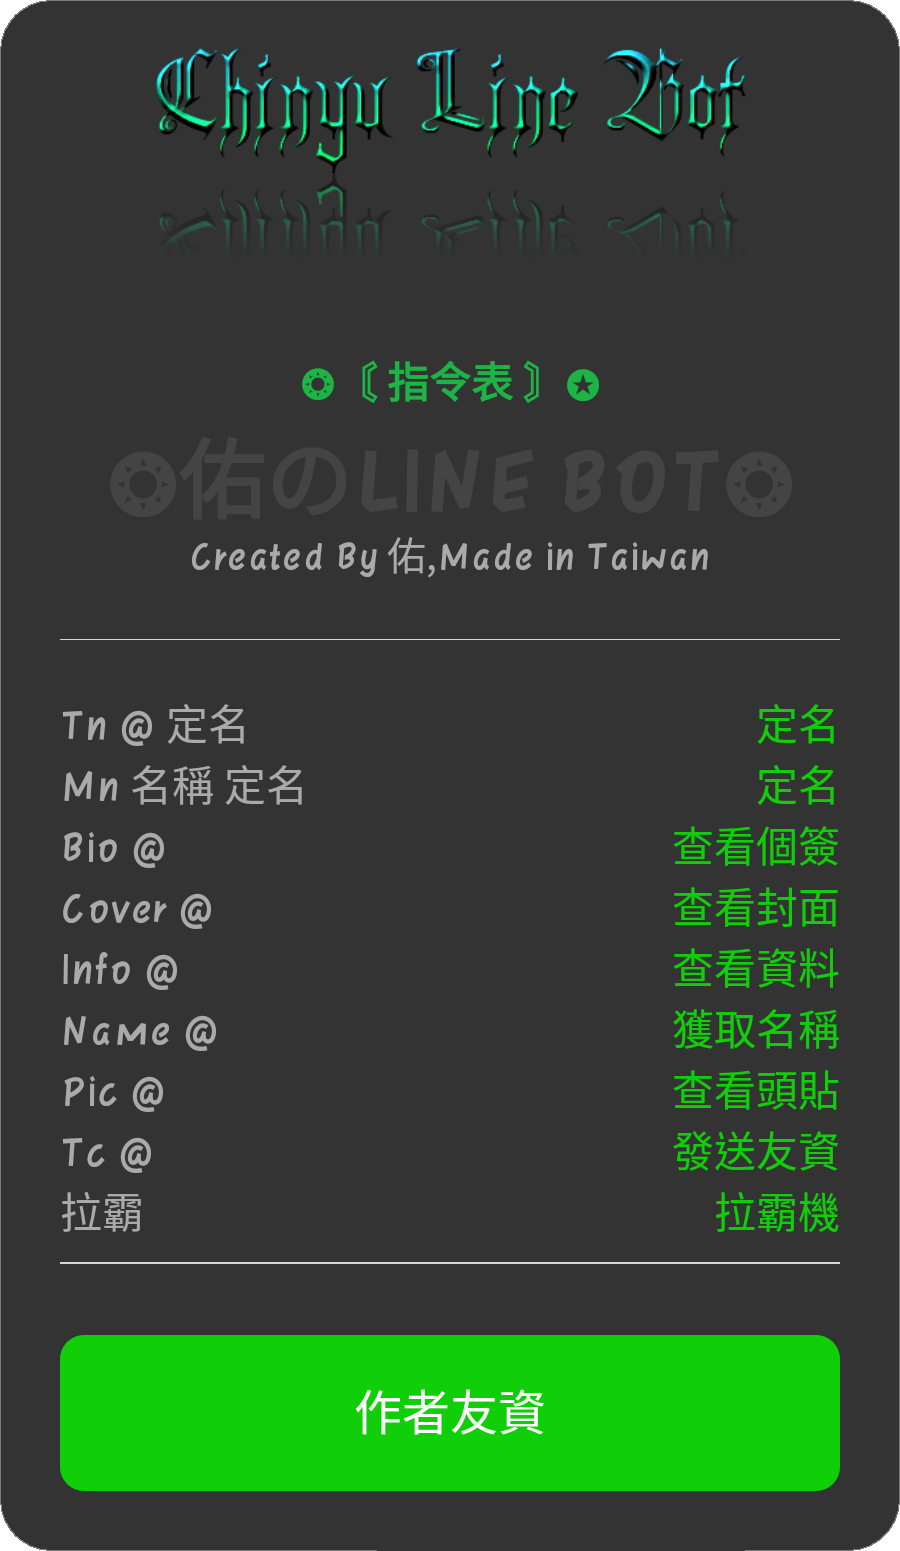 Chinyu Line Bot
❂〘指令表〙✪
❂佑のLINE BOT❂
Created By 佑,Made in Taiwan
Tn @ 定名 定名
Mn 名稱 定名 定名
Bio @ 查看個簽
Cover @ 查看封面
Info @ 查看資料
Name @ 獲取名稱
Pic @ 查看頭貼
Tc @ 發送友資
拉霸 拉霸機
作者友資